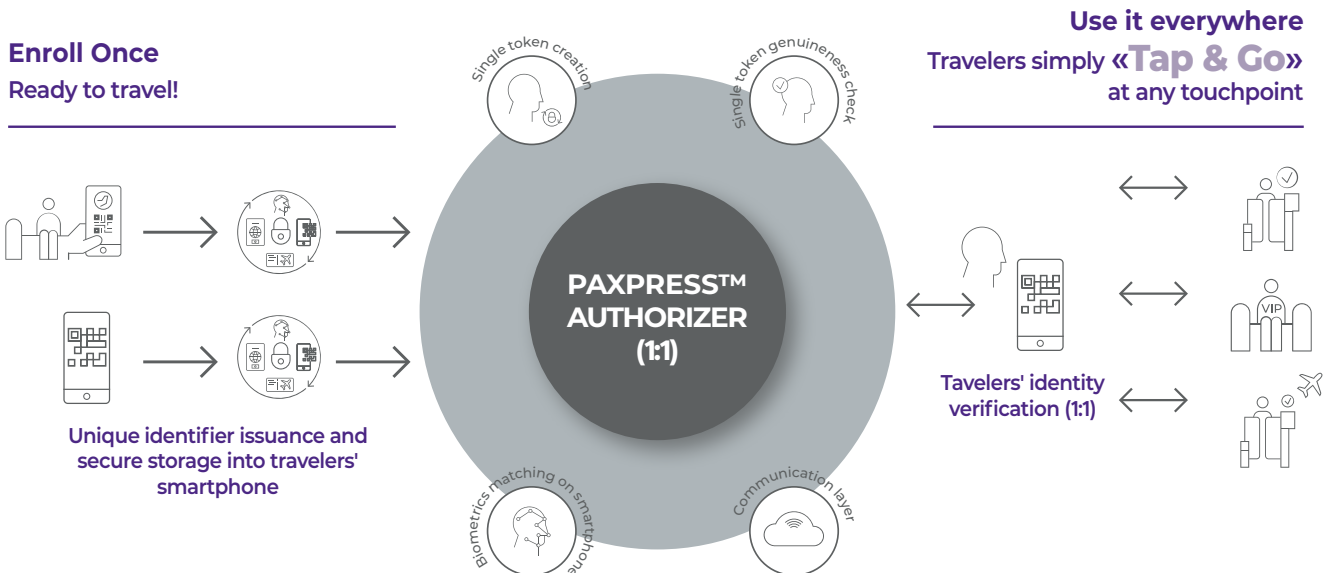 Enroll Once
Ready to travel!
Unique identifier issuance and
secure storage into travelers'
smartphone
Single token creation
Single token genuineness check
PAXPRESS™
AUTHORIZER
(1:1)
Biometrics matching on smartphone
Communication layer
Use it everywhere
Travelers simply «Tap & Go»
at any touchpoint
Tavelers' identity
verification (1:1)
VIP